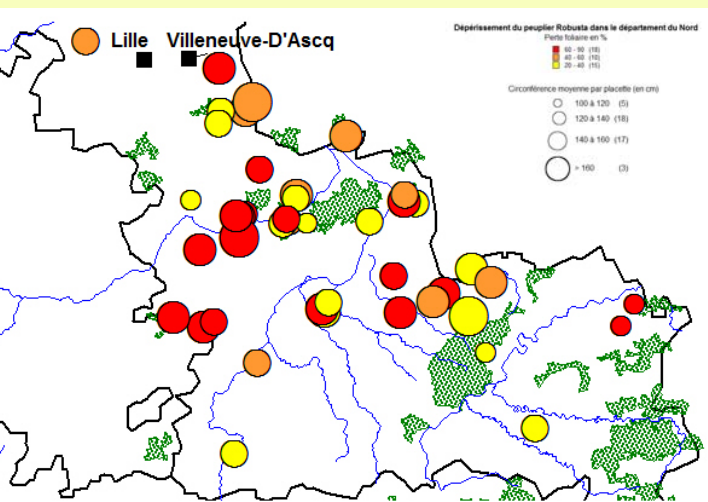 Dépérissement du peuplier Robusta dans le département du Nord
Perte foliaire en %
60 - 90 (18)
40 - 60 (10)
20 - 40 (15)
Circonférence moyenne par placette (en cm)
100 à 120 (5)
120 à 140 (18)
140 à 160 (17)
> 160 (3)
Lille Villeneuve-D'Ascq